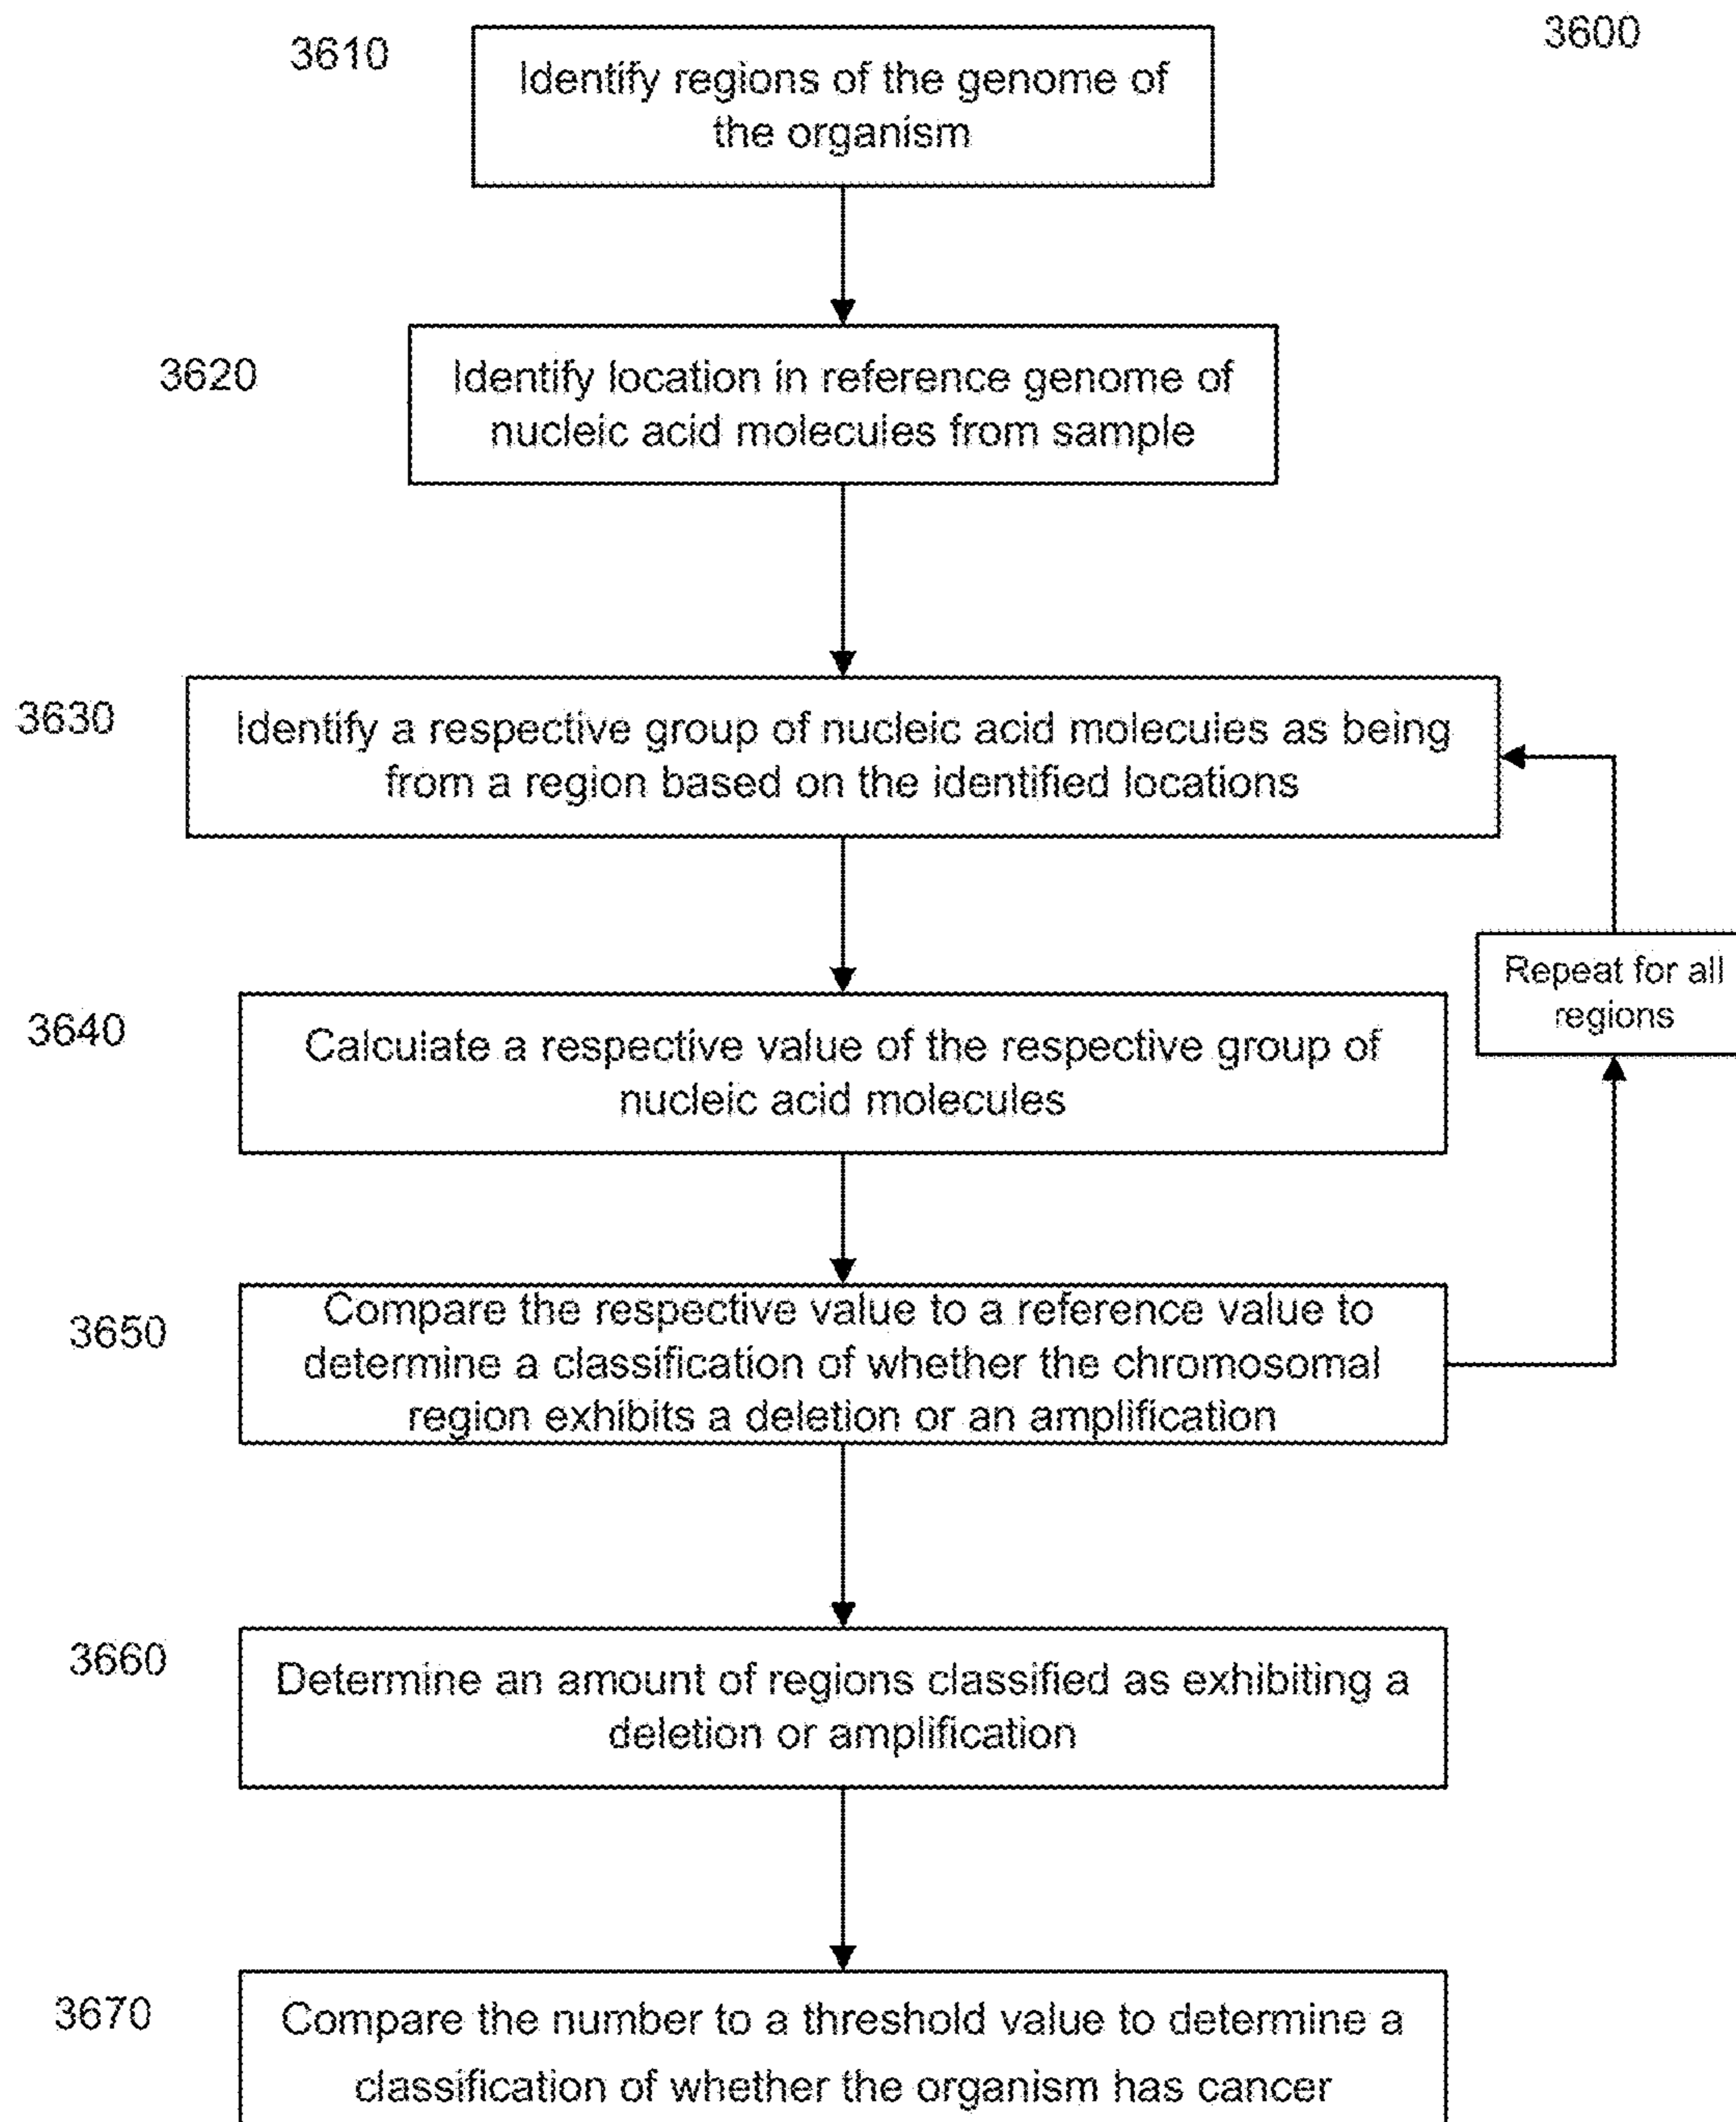 3600
3610
Identify regions of the genome of
the organism
3620
Identify location in reference genome of
nucleic acid molecules from sample
3630
Identify a respective group of nucleic acid molecules as being
from a region based on the identified locations
Repeat for all
regions
3640
Calculate a respective value of the respective group of
nucleic acid molecules
3650
Compare the respective value to a reference value to
determine a classification of whether the chromosomal
region exhibits a deletion or an amplification
3660
Determine an amount of regions classified as exhibiting a
deletion or amplification
3670
Compare the number to a threshold value to determine a
classification of whether the organism has cancer